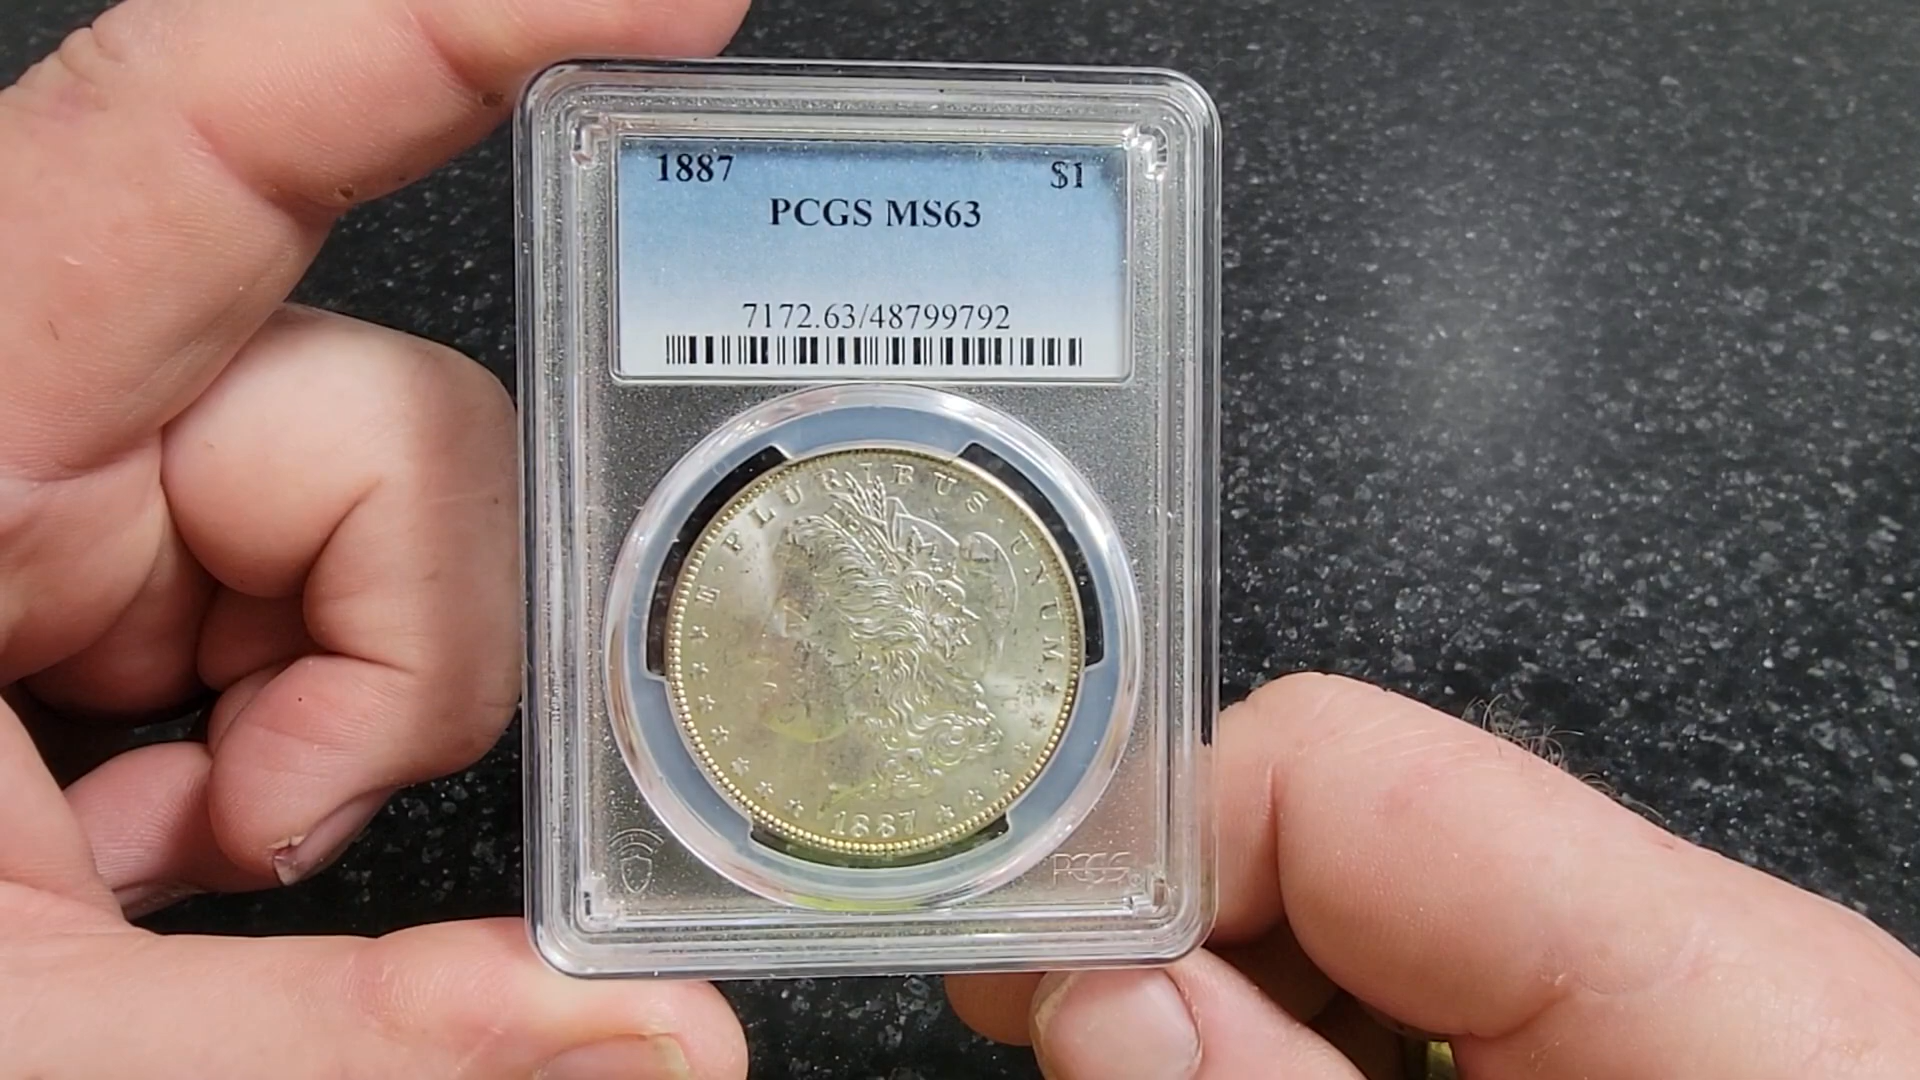 1887 $1
PCGS MS63
7172.63/48799792
E · PLURIBUS · UNUM
1887
PCGS